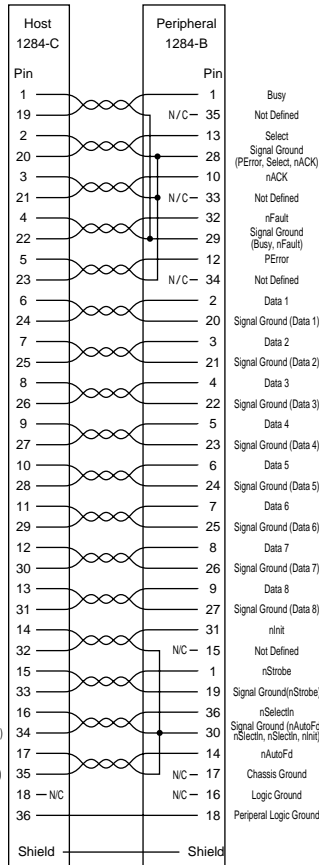 Host Peripheral
1284-C 1284-B
Pin Pin
1 1 Busy
19 N/C 35 Not Defined
2 13 Select
20 28 Signal Ground
(PError, Select, nACK)
3 10 nACK
21 N/C 33 Not Defined
4 32 nFault
22 29 Signal Ground
(Busy, nFault)
5 12 PError
23 N/C 34 Not Defined
6 2 Data 1
24 20 Signal Ground (Data 1)
7 3 Data 2
25 21 Signal Ground (Data 2)
8 4 Data 3
26 22 Signal Ground (Data 3)
9 5 Data 4
27 23 Signal Ground (Data 4)
10 6 Data 5
28 24 Signal Ground (Data 5)
11 7 Data 6
29 25 Signal Ground (Data 6)
12 8 Data 7
30 26 Signal Ground (Data 7)
13 9 Data 8
31 27 Signal Ground (Data 8)
14 31 nInit
32 N/C 15 Not Defined
15 1 nStrobe
33 19 Signal Ground(nStrobe)
16 36 nSelectIn
) 34 30 Signal Ground (nAutoFd
nSlectIn, nSlectIn, nInit)
17 14 nAutoFd
) 35 N/C 17 Chassis Ground
18 N/C N/C 16 Logic Ground
36 18 Periperal Logic Ground
Shield Shield